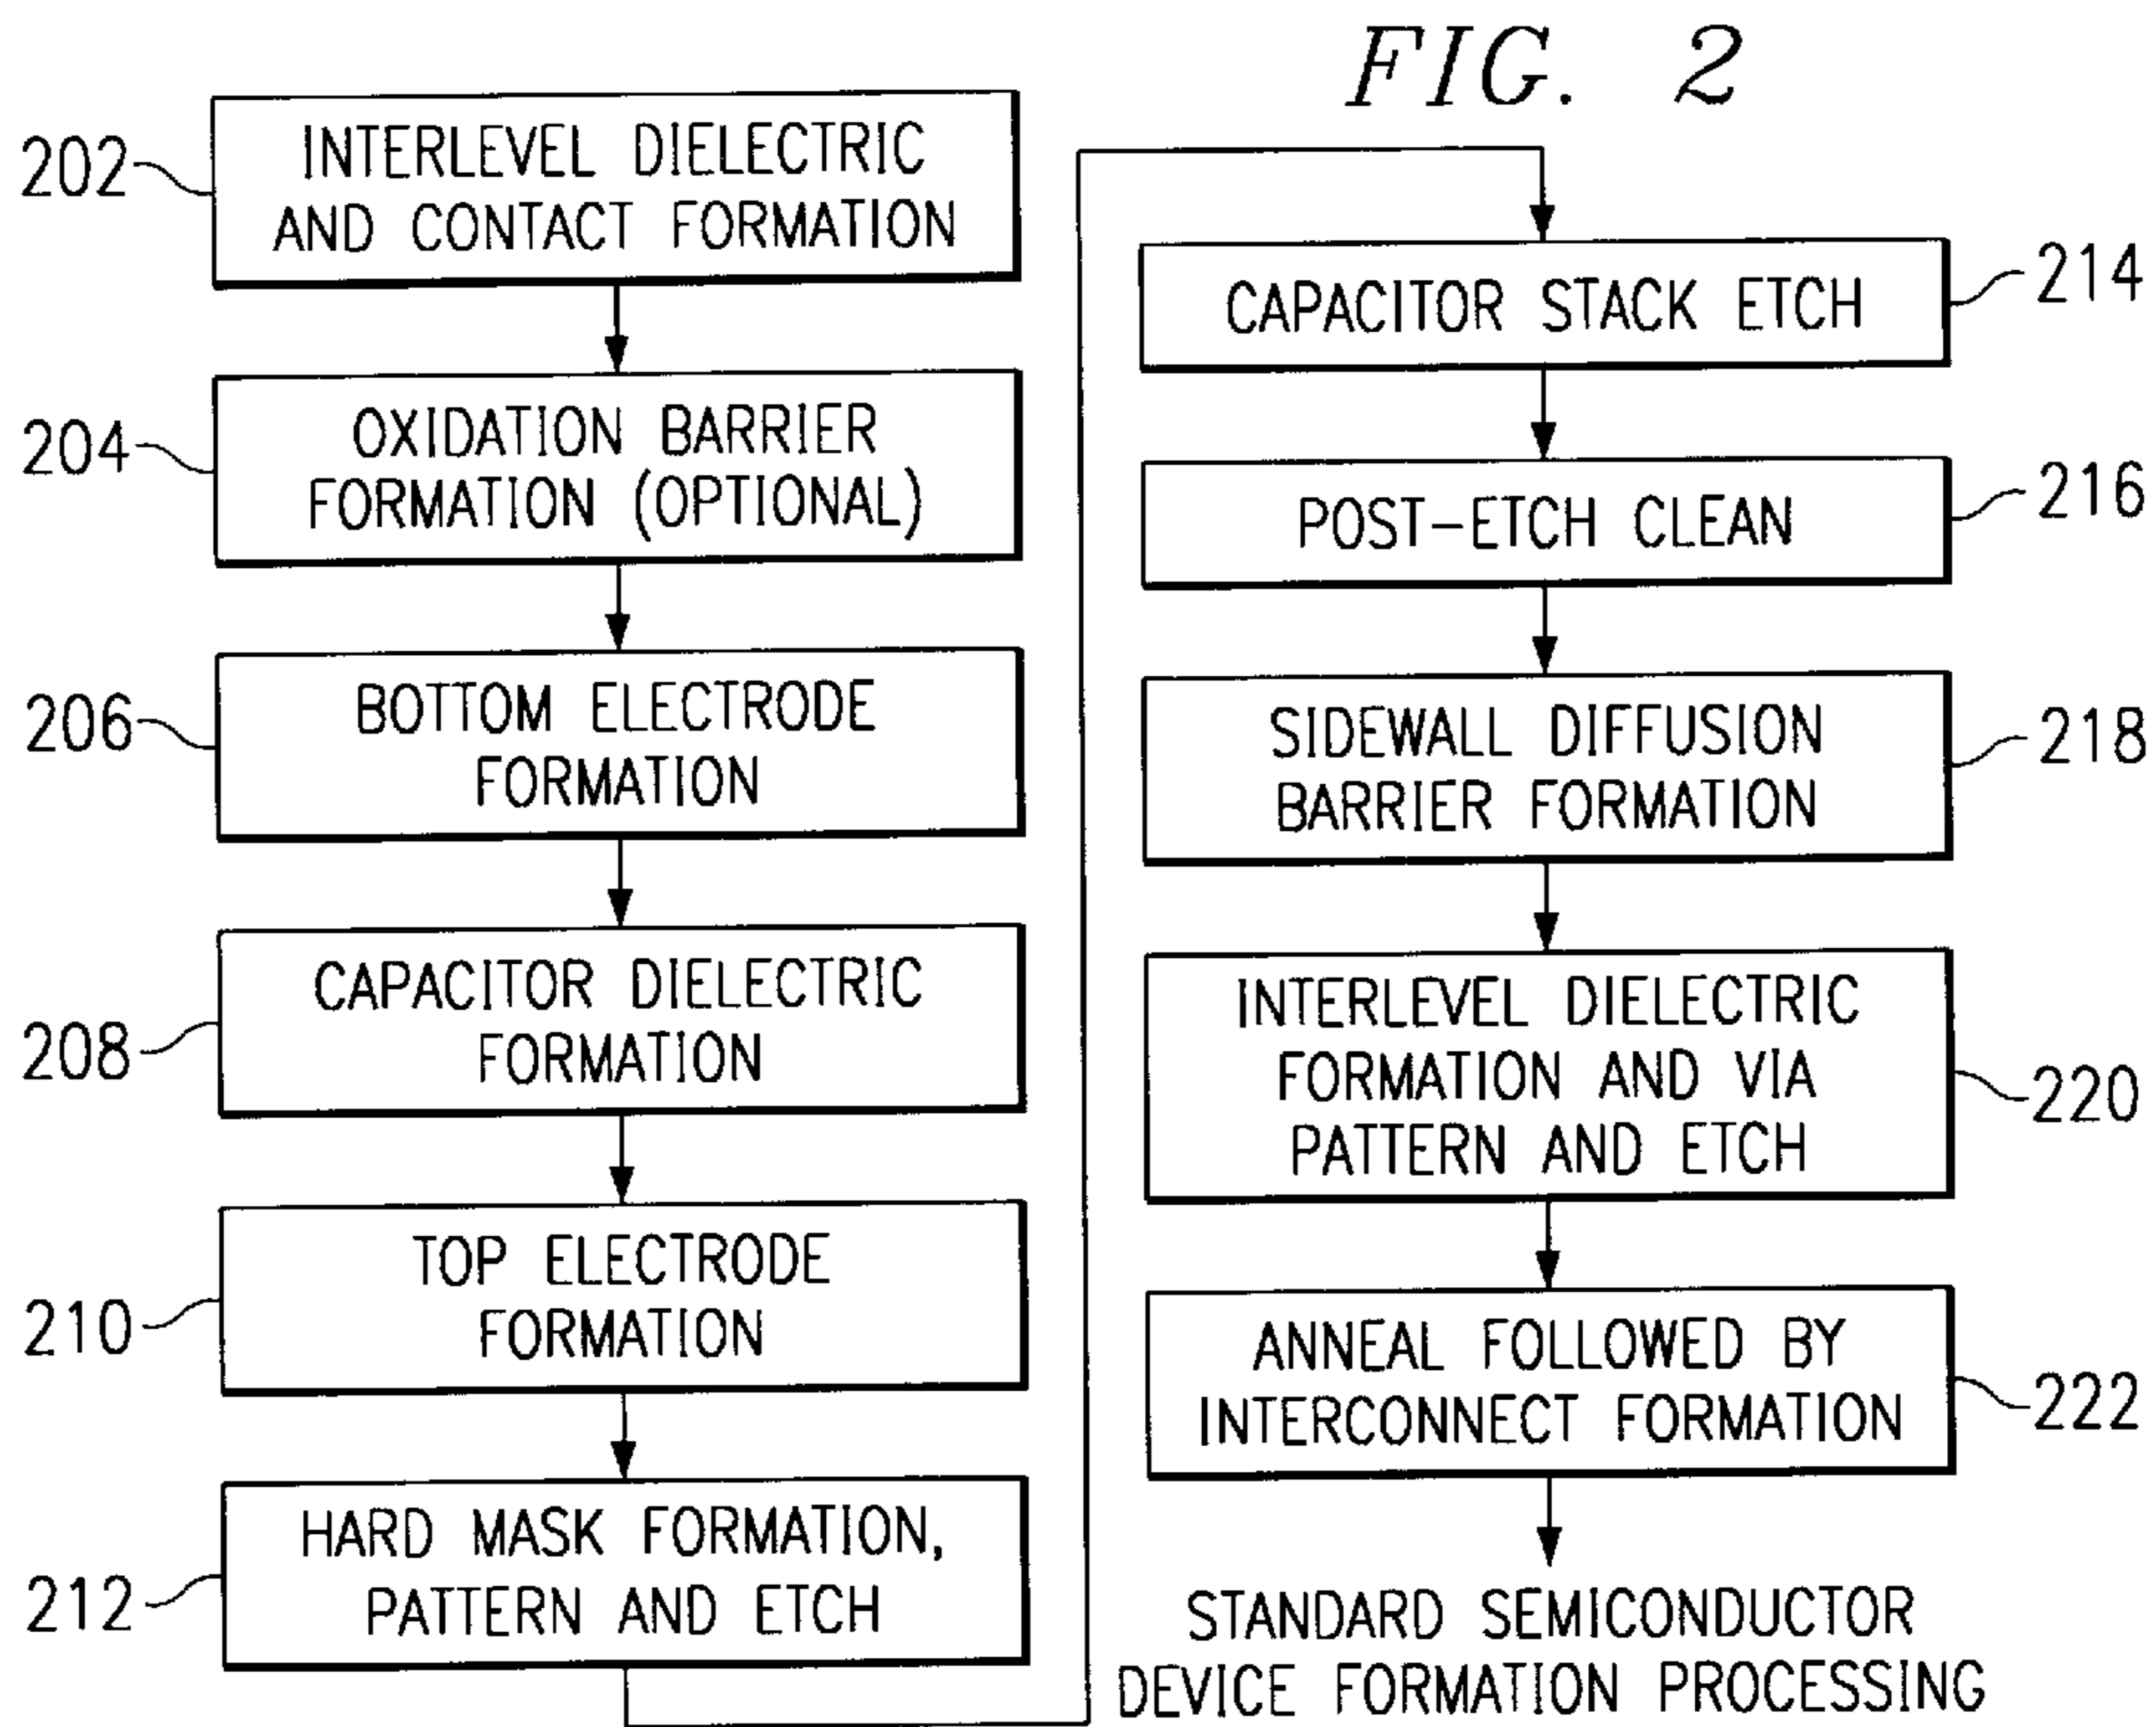 FIG. 2
202
INTERLEVEL DIELECTRIC
AND CONTACT FORMATION
204
OXIDATION BARRIER
FORMATION (OPTIONAL)
206
BOTTOM ELECTRODE
FORMATION
208
CAPACITOR DIELECTRIC
FORMATION
210
TOP ELECTRODE
FORMATION
212
HARD MASK FORMATION,
PATTERN AND ETCH
CAPACITOR STACK ETCH
214
POST-ETCH CLEAN
216
SIDEWALL DIFFUSION
BARRIER FORMATION
218
INTERLEVEL DIELECTRIC
FORMATION AND VIA
PATTERN AND ETCH
220
ANNEAL FOLLOWED BY
INTERCONNECT FORMATION
222
STANDARD SEMICONDUCTOR
DEVICE FORMATION PROCESSING